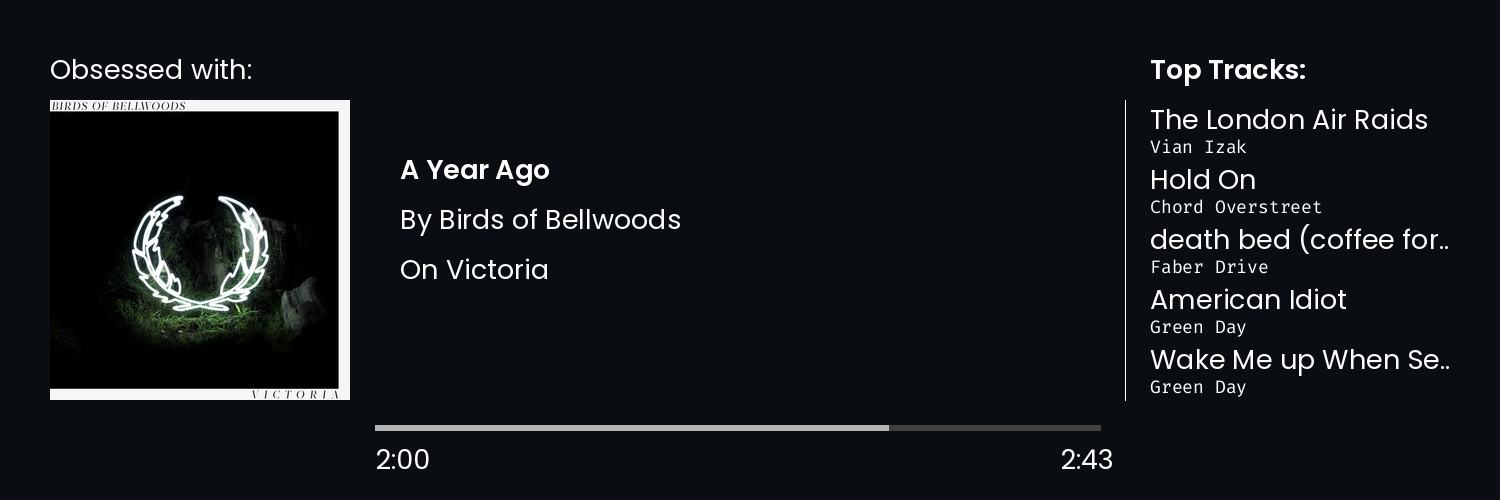 Obsessed with:
BIRDS OF BELLWOODS
VICTORIA
A Year Ago
By Birds of Bellwoods
On Victoria
2:00
2:43
Top Tracks:
The London Air Raids
Vian Izak
Hold On
Chord Overstreet
death bed (coffee for..
Faber Drive
American Idiot
Green Day
Wake Me up When Se..
Green Day